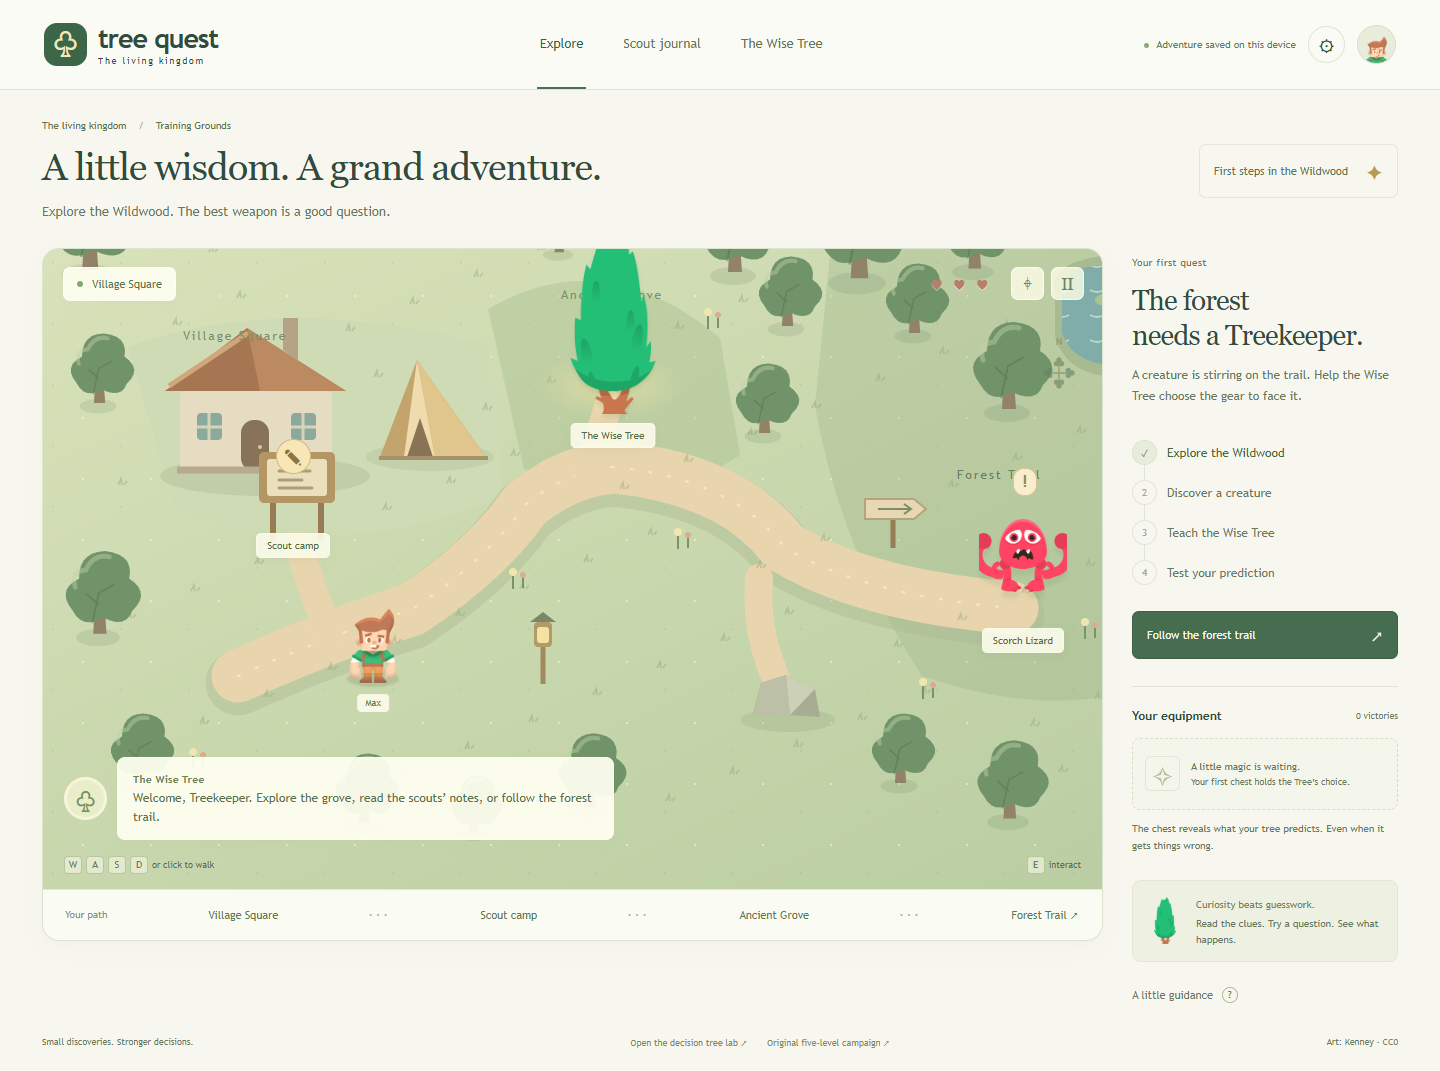 tree quest
The living kingdom
Explore
Scout journal
The Wise Tree
Adventure saved on this device
The living kingdom / Training Grounds
A little wisdom. A grand adventure.
Explore the Wildwood. The best weapon is a good question.
First steps in the Wildwood
Village Square
Village Square
The Wise Tree
N
Forest
!
Scout camp
Scorch Lizard
Max
The Wise Tree
Welcome, Treekeeper. Explore the grove, read the scouts’ notes, or follow the forest
trail.
W A S D or click to walk
E interact
Your path
Village Square
Scout camp
Ancient Grove
Forest Trail ↗
Your first quest
The forest
needs a Treekeeper.
A creature is stirring on the trail. Help the Wise
Tree choose the gear to face it.
✓ Explore the Wildwood
2 Discover a creature
3 Teach the Wise Tree
4 Test your prediction
Follow the forest trail ↗
Your equipment
0 victories
A little magic is waiting.
Your first chest holds the Tree’s choice.
The chest reveals what your tree predicts. Even when it
gets things wrong.
Curiosity beats guesswork.
Read the clues. Try a question. See what
happens.
A little guidance ?
Small discoveries. Stronger decisions.
Open the decision tree lab ↗
Original five-level campaign ↗
Art: Kenney · CC0